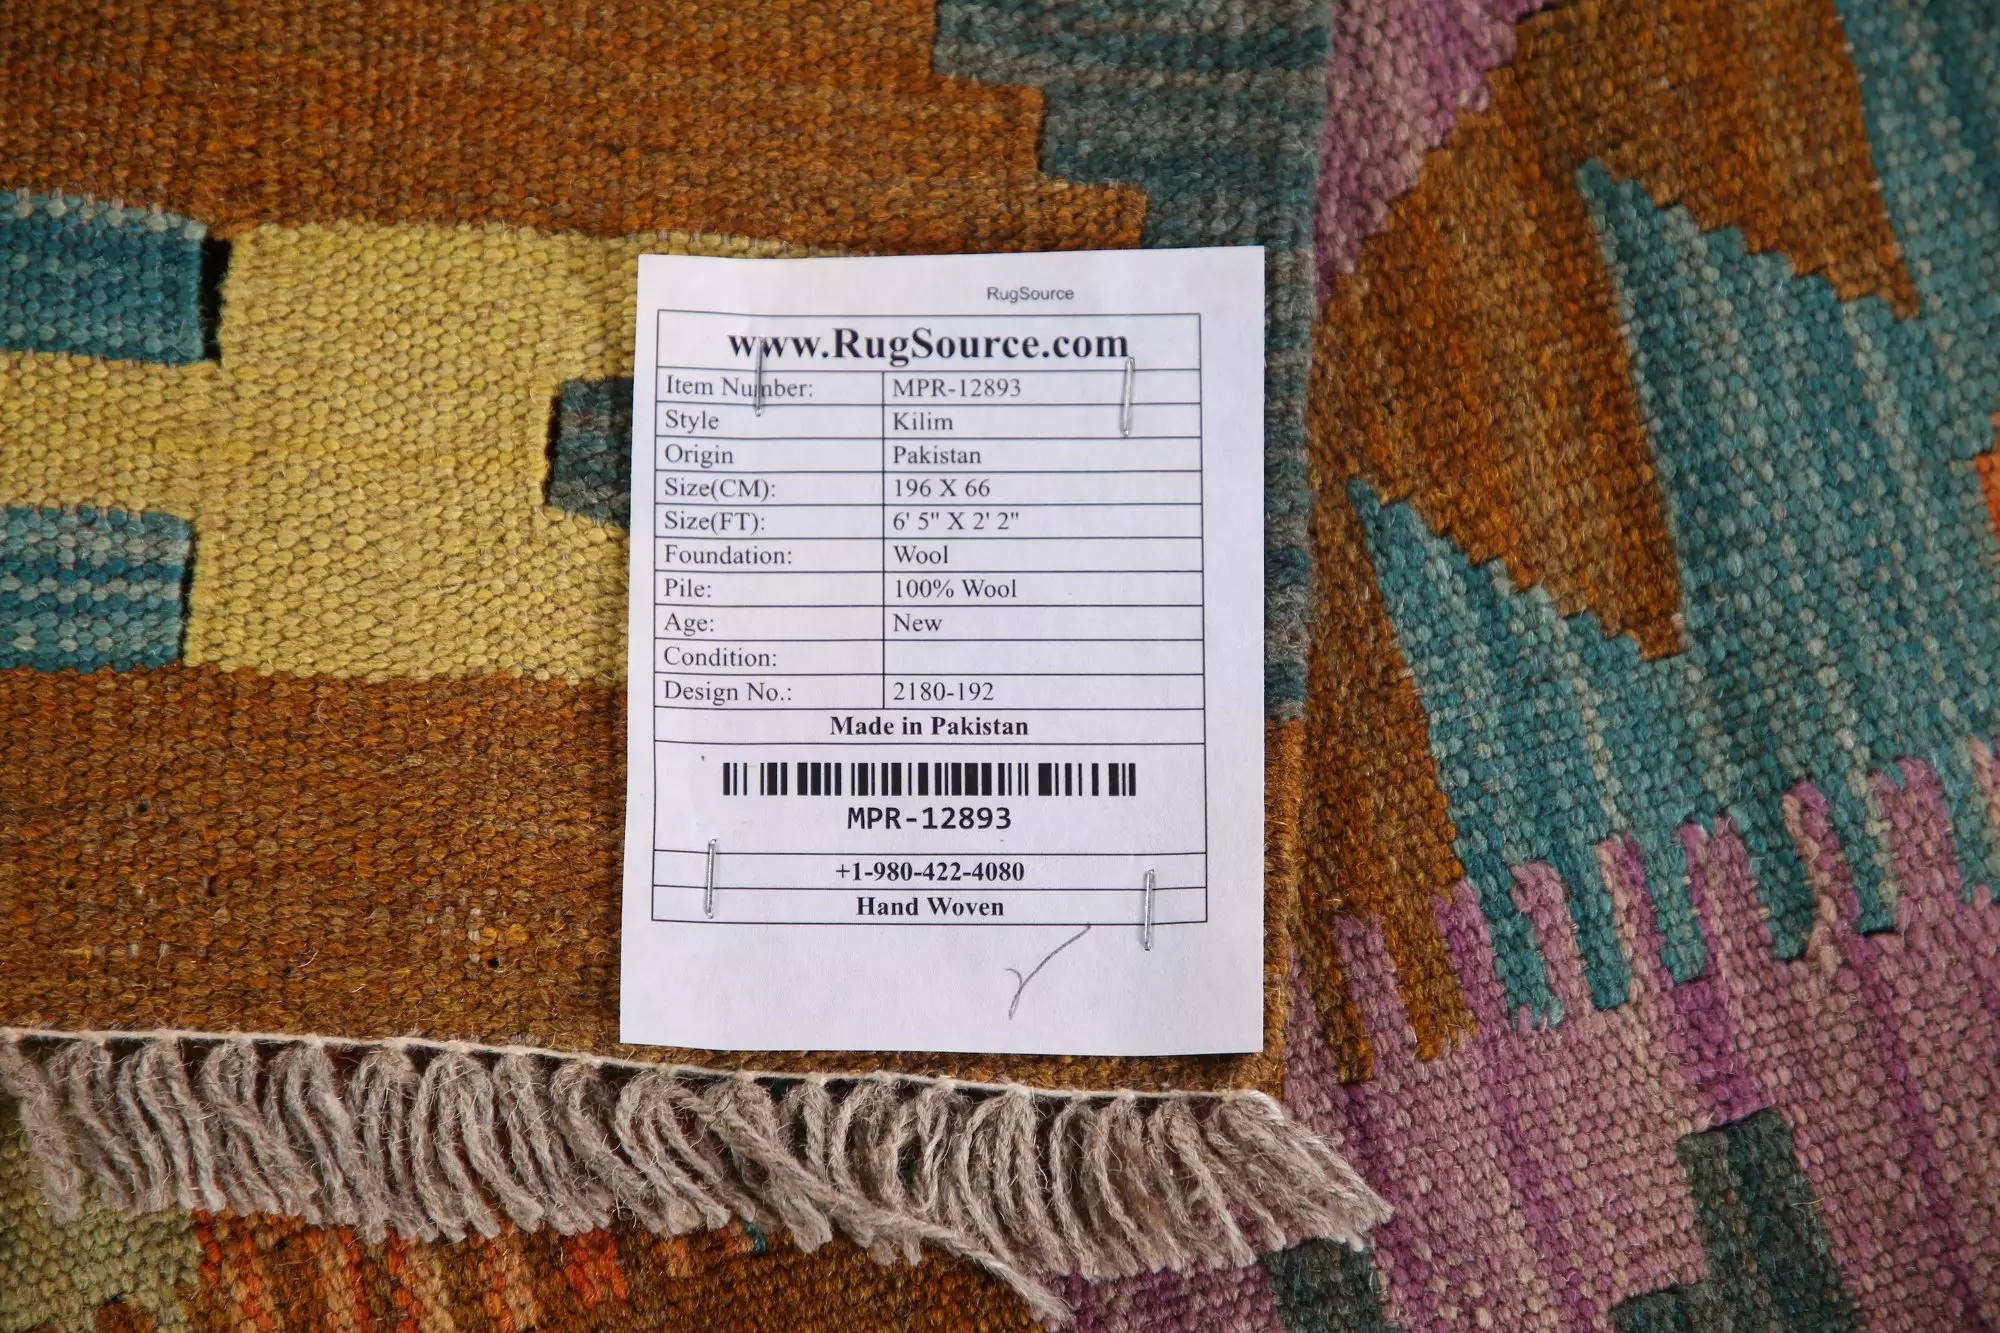 RugSource
www.RugSource.com
Item Number: MPR-12893
Style Kilim
Origin Pakistan
Size(CM): 196 X 66
Size(FT): 6' 5" X 2' 2"
Foundation: Wool
Pile: 100% Wool
Age: New
Condition:
Design No.: 2180-192
Made in Pakistan
MPR-12893
+1-980-422-4080
Hand Woven